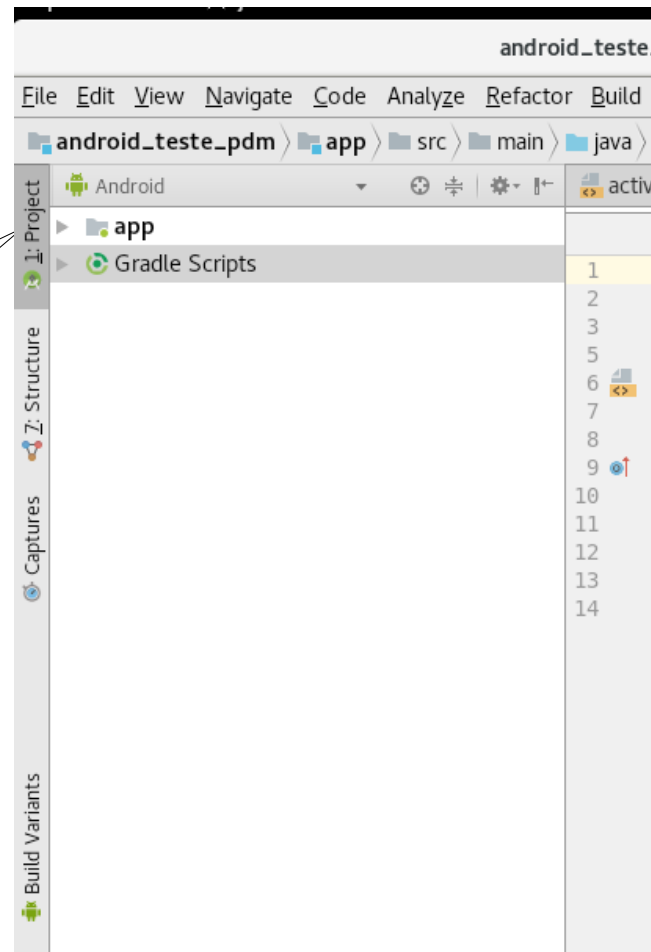 android_teste
File Edit View Navigate Code Analyze Refactor Build
android_teste_pdm app src main java
Android
activ
1: Project
app
Gradle Scripts
7: Structure
Captures
Build Variants
1
2
3
5
6
7
8
9
10
11
12
13
14